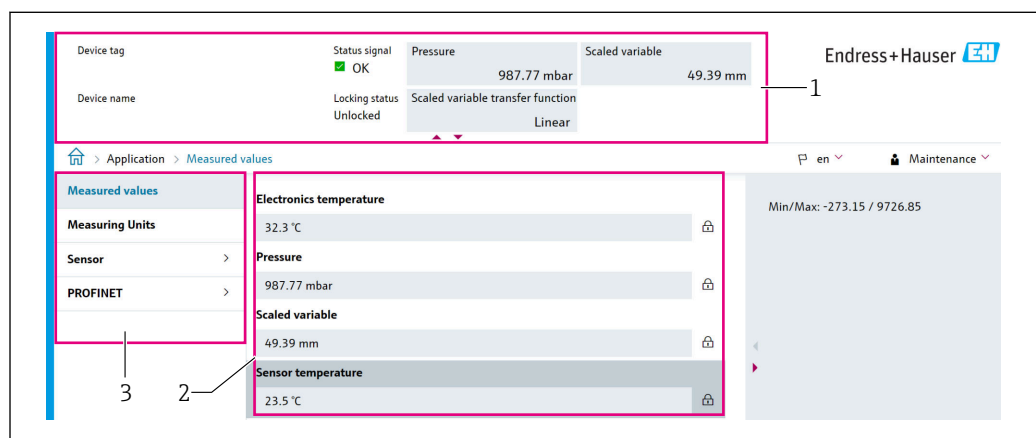 Device tag
Status signal
OK
Pressure
987.77 mbar
Scaled variable
49.39 mm
Endress+Hauser EH
Device name
Locking status
Unlocked
Scaled variable transfer function
Linear
1
> Application > Measured values
en
Maintenance
Measured values
Measuring Units
Sensor >
PROFINET >
3
Electronics temperature
32.3 °C
Pressure
987.77 mbar
Scaled variable
49.39 mm
Sensor temperature
23.5 °C
2
Min/Max: -273.15 / 9726.85